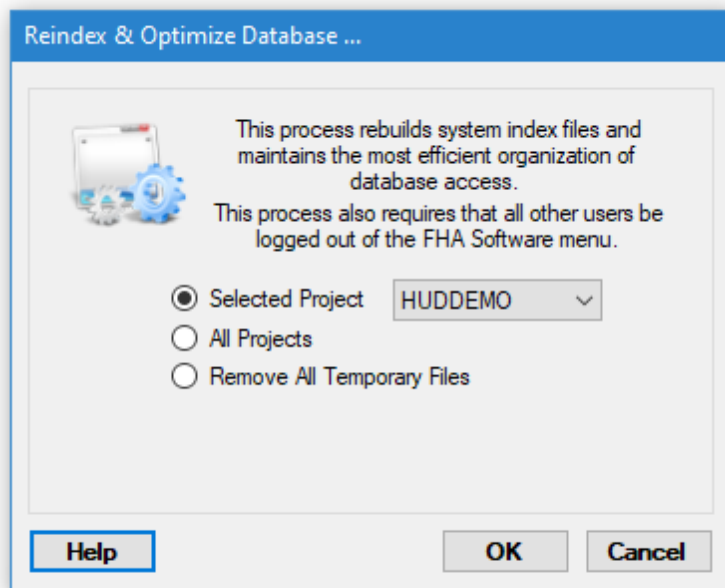 Reindex & Optimize Database ...
This process rebuilds system index files and
maintains the most efficient organization of
database access.
This process also requires that all other users be
logged out of the FHA Software menu.
Selected Project HUDDEMO
All Projects
Remove All Temporary Files
Help OK Cancel